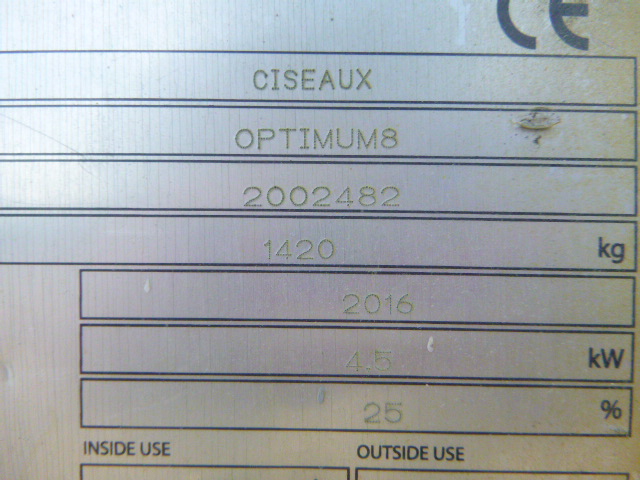 CE
CISEAUX
OPTIMUM8
2002482
1420 kg
2016
4.5 kW
25 %
INSIDE USE OUTSIDE USE